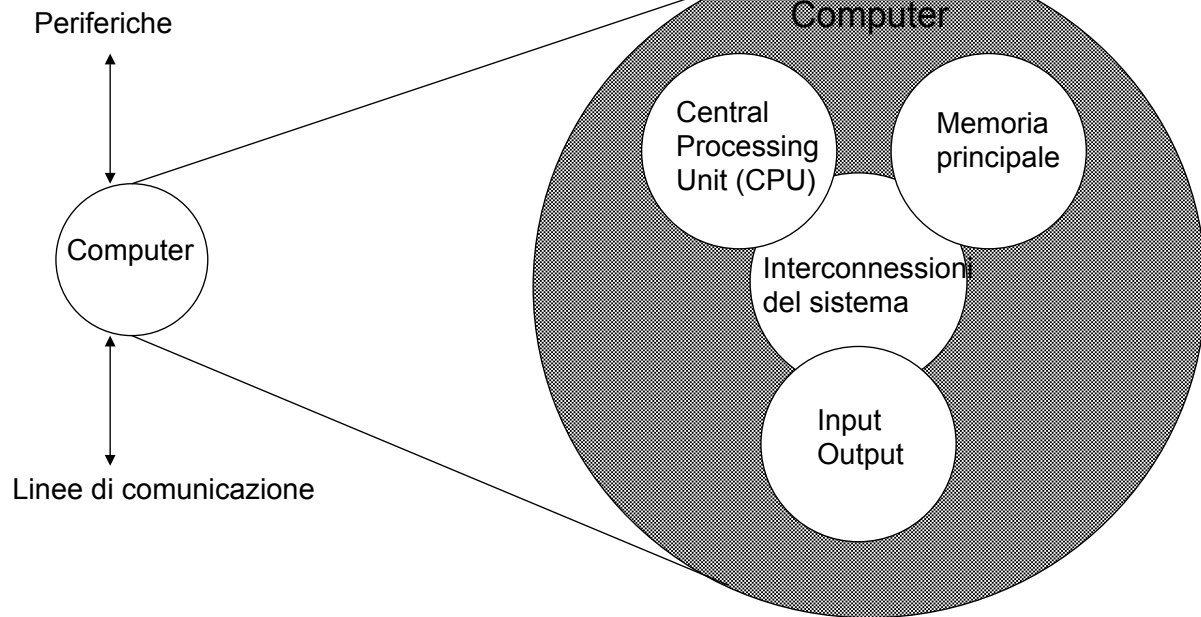 Periferiche
Computer
Linee di comunicazione
Computer
Central
Processing
Unit (CPU)
Memoria
principale
Interconnessioni
del sistema
Input
Output